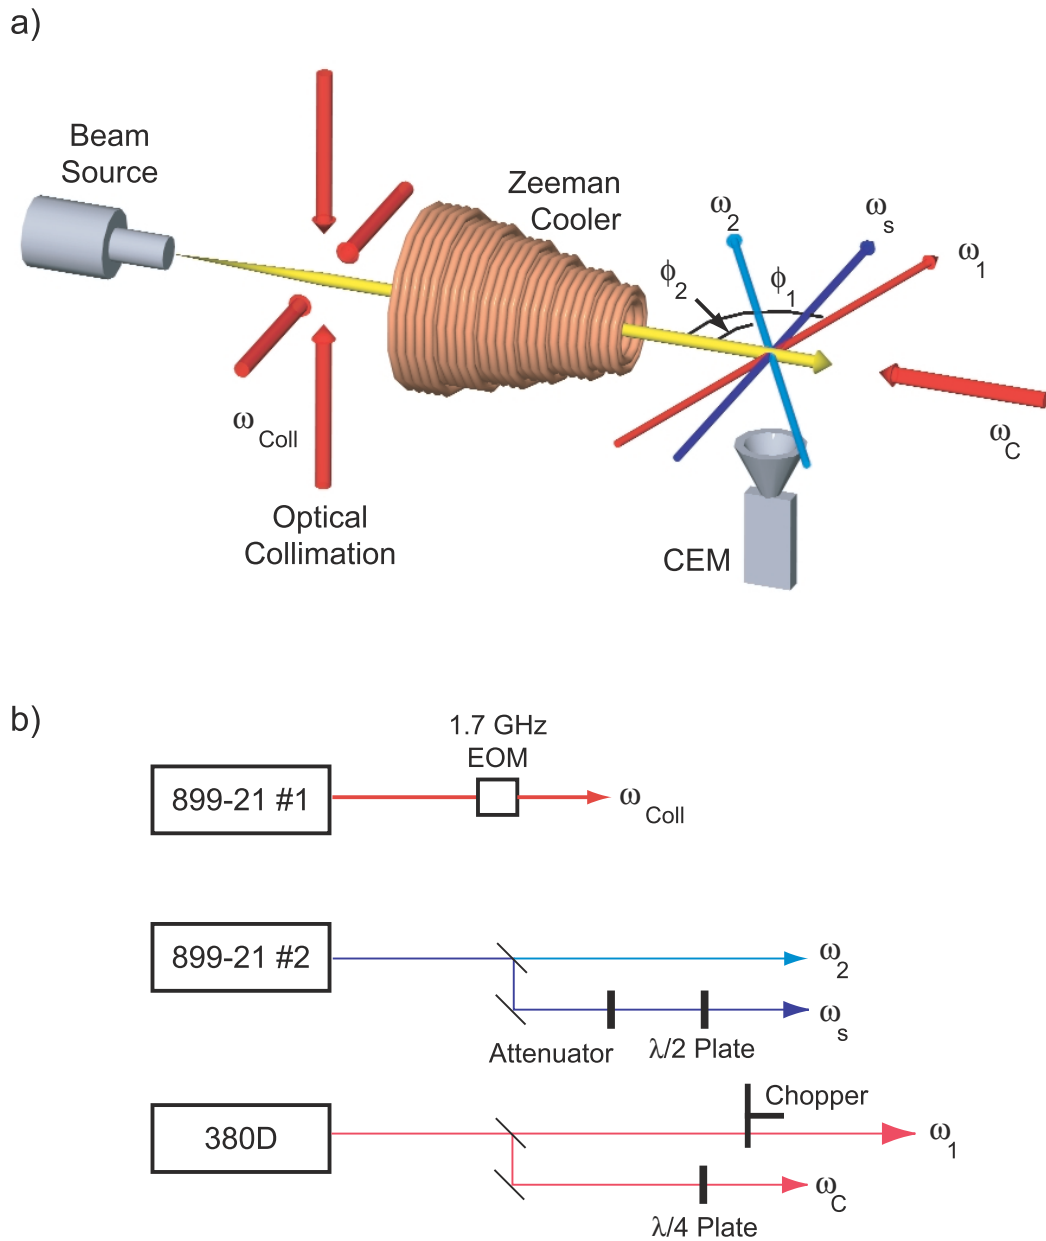 a)
Beam
Source
Zeeman
Cooler
ω2
ωs
ω1
ϕ2
ϕ1
ωColl
ωC
Optical
Collimation
CEM
b)
1.7 GHz
EOM
899-21 #1
ωColl
899-21 #2
ω2
ωs
Attenuator
λ/2 Plate
Chopper
380D
ω1
ωC
λ/4 Plate